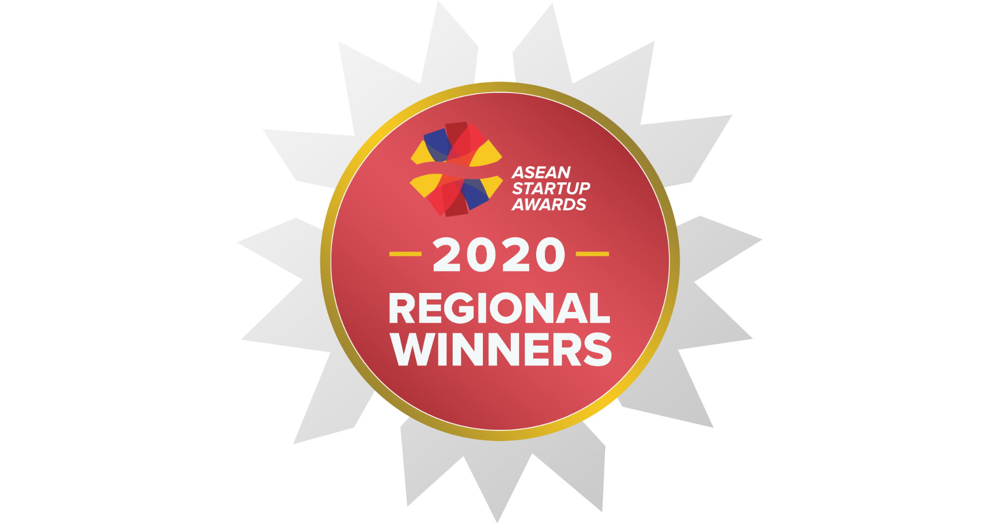 ASEAN
STARTUP
AWARDS
2020
REGIONAL
WINNERS